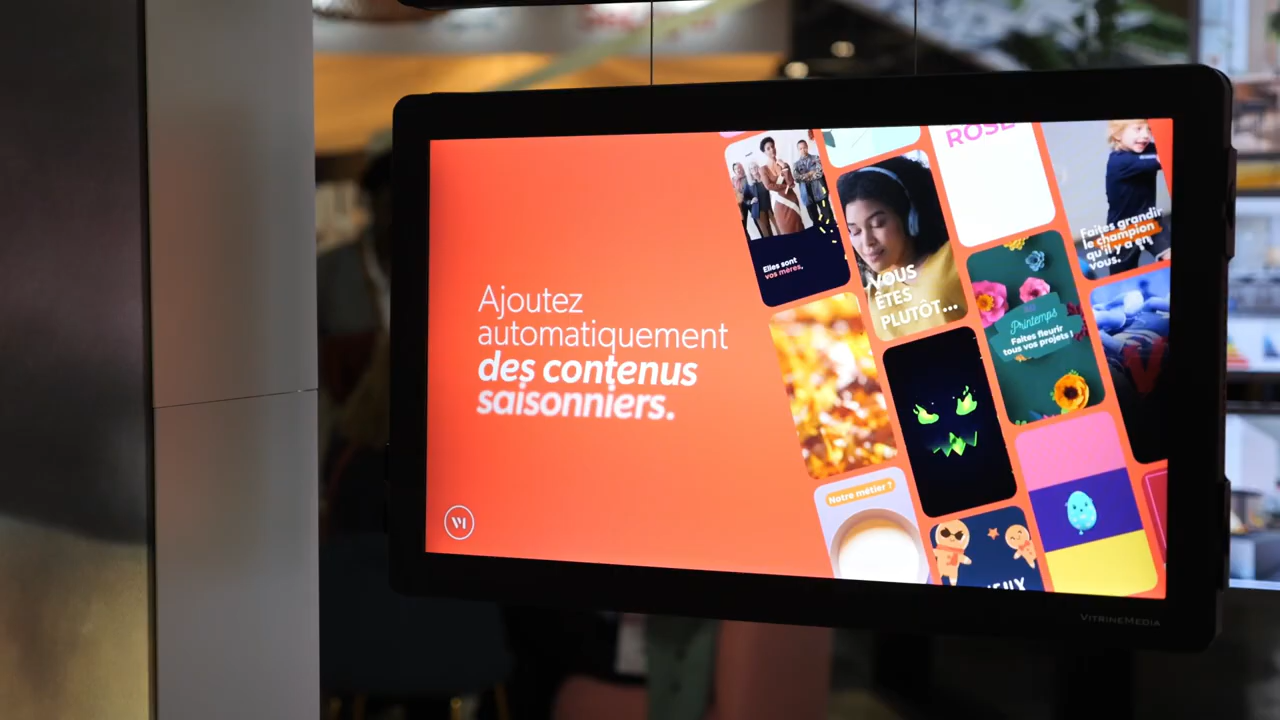 Ajoutez
automatiquement
des contenus
saisonniers.
VM
Elles sont
vos mères,
VOUS
ÊTES
PLUTÔT...
ROSE
Faites grandir
le champion
qu'il y a en
vous.
Printemps
Faites fleurir
tous vos projets !
Notre métier ?
VITRINEMEDIA